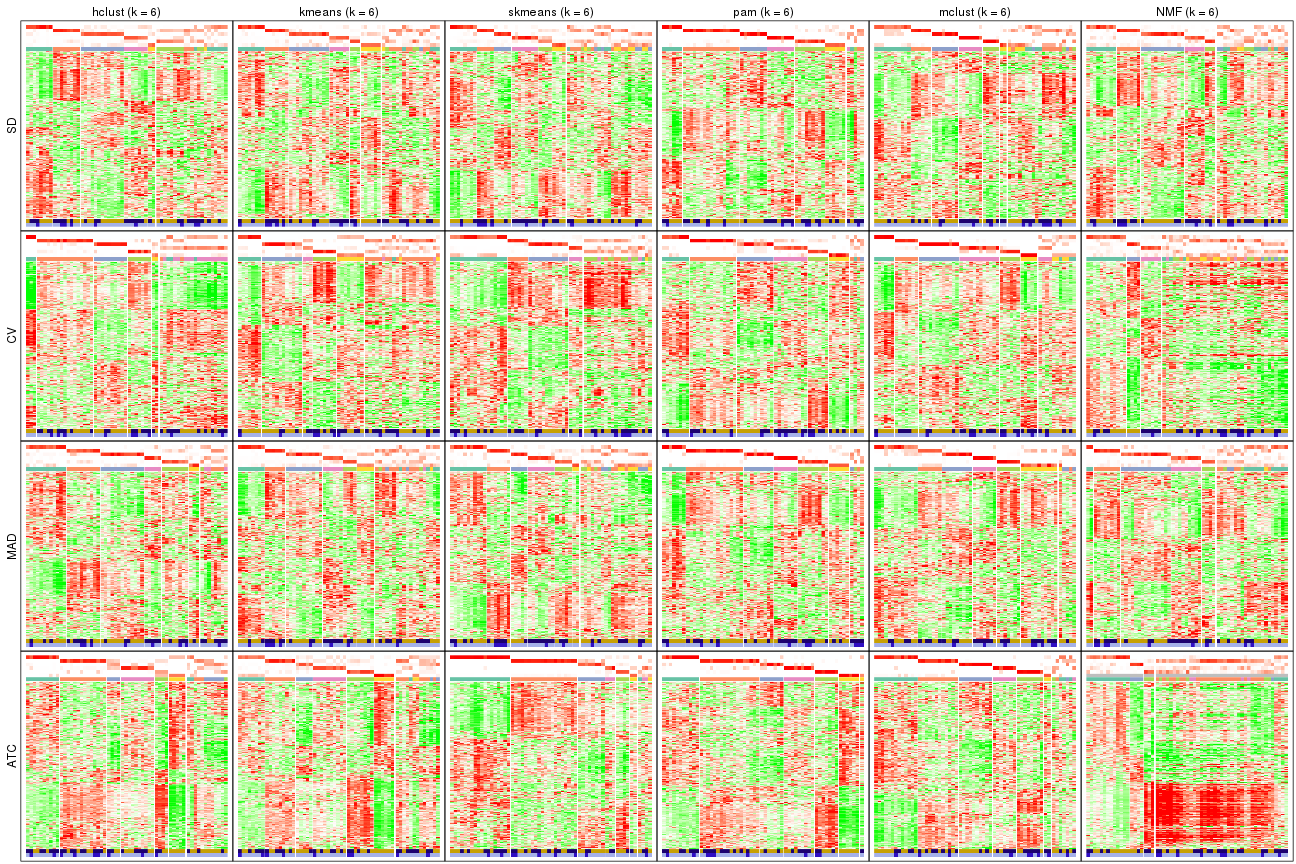 hclust (k = 6) kmeans (k = 6) skmeans (k = 6) pam (k = 6) mclust (k = 6) NMF (k = 6)
SD
CV
MAD
ATC